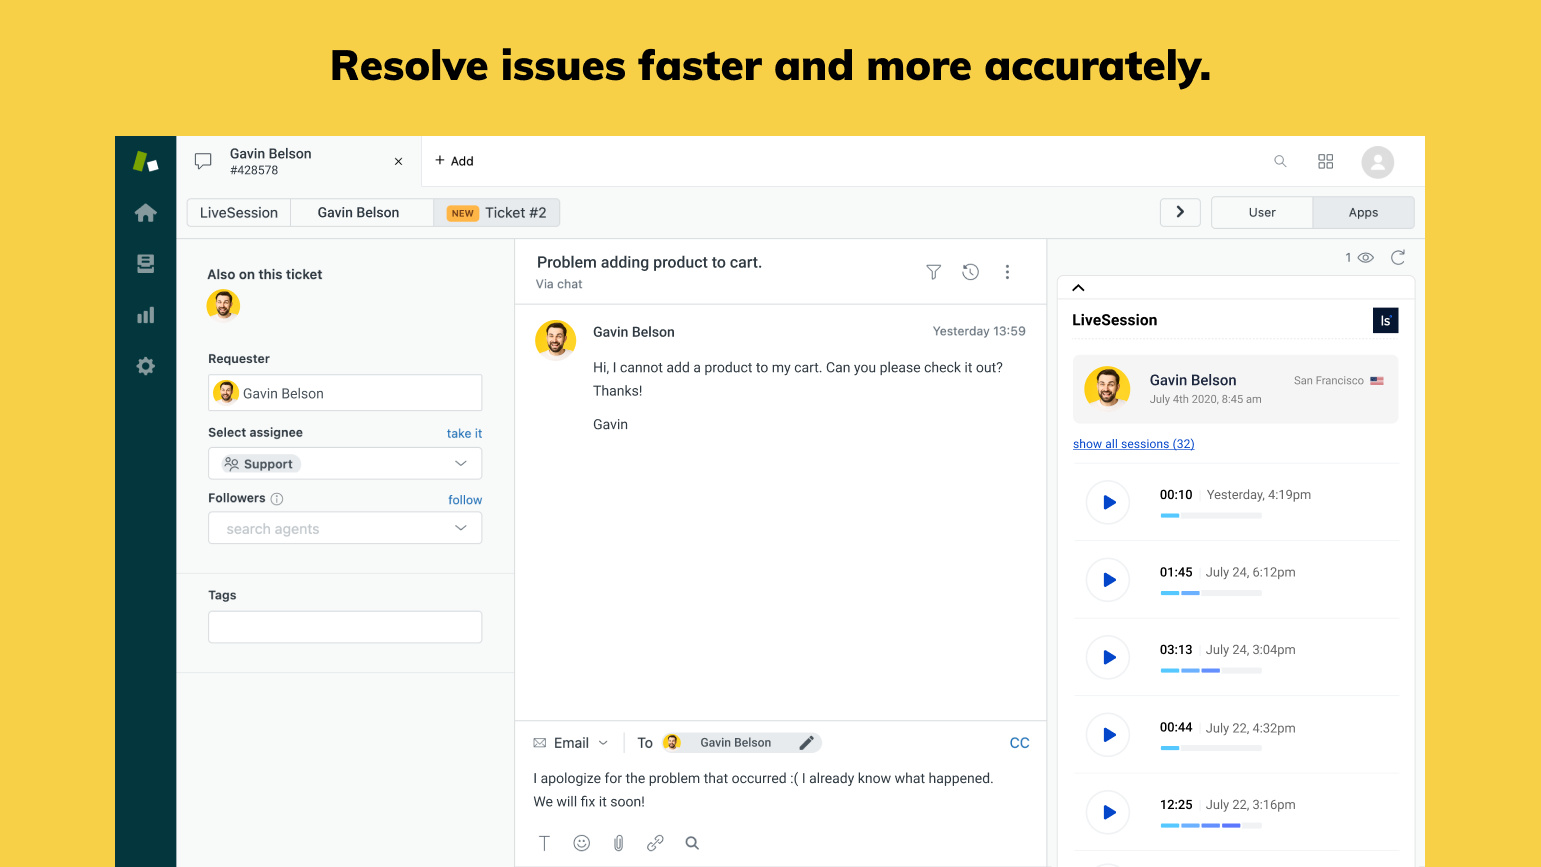 Resolve issues faster and more accurately.
Gavin Belson
#428578
+ Add
LiveSession
Gavin Belson
NEW Ticket #2
User
Apps
Also on this ticket
Requester
Gavin Belson
Select assignee
take it
Support
Followers
follow
search agents
Tags
Problem adding product to cart.
Via chat
Gavin Belson
Yesterday 13:59
Hi, I cannot add a product to my cart. Can you please check it out?
Thanks!
Gavin
Email
To
Gavin Belson
CC
I apologize for the problem that occurred :( I already know what happened.
We will fix it soon!
1
LiveSession
ls
Gavin Belson
San Francisco
July 4th 2020, 8:45 am
show all sessions (32)
00:10 Yesterday, 4:19pm
01:45 July 24, 6:12pm
03:13 July 24, 3:04pm
00:44 July 22, 4:32pm
12:25 July 22, 3:16pm